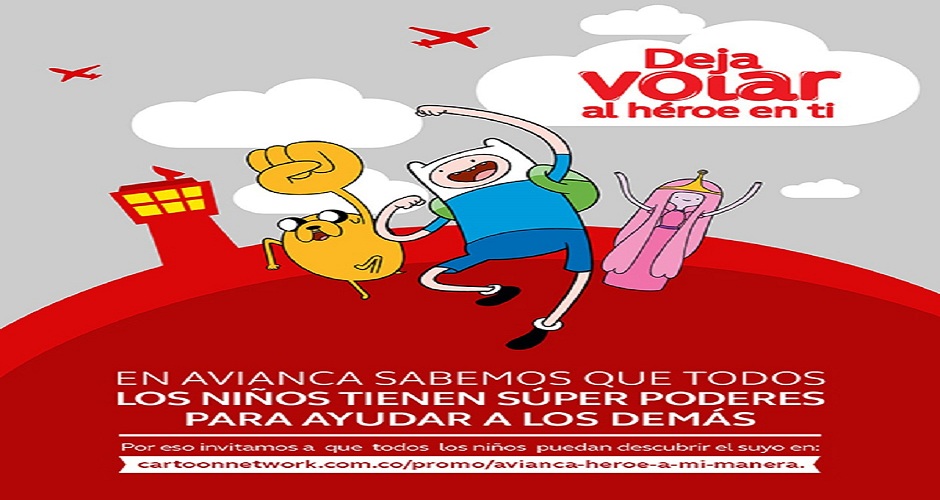 Deja
volar
al héroe en ti
EN AVIANCA SABEMOS QUE TODOS
LOS NIÑOS TIENEN SÚPER PODERES
PARA AYUDAR A LOS DEMÁS
Por eso invitamos a que todos los niños puedan descubrir el suyo en:
cartoonnetwork.com.co/promo/avianca-heroe-a-mi-manera.